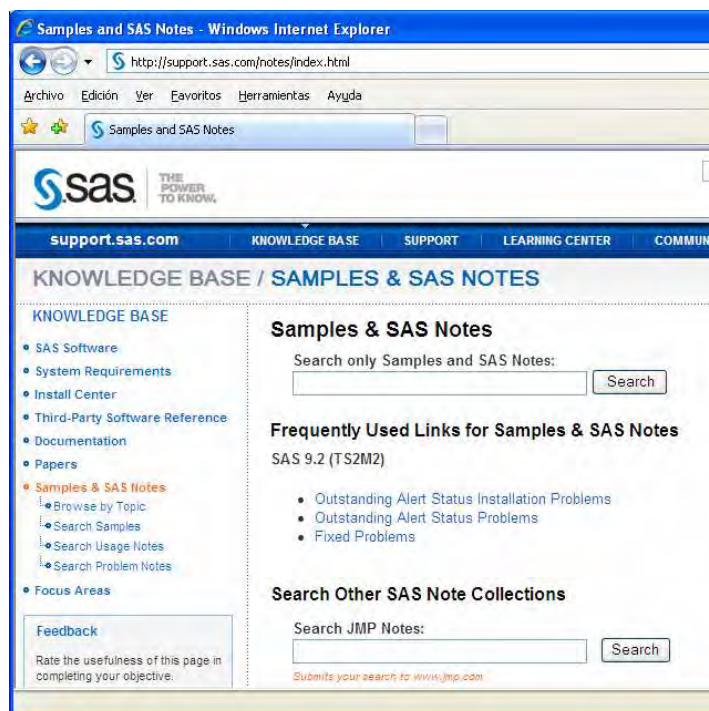 Samples and SAS Notes - Windows Internet Explorer
http://support.sas.com/notes/index.html
Archivo Edición Ver Favoritos Herramientas Ayuda
Samples and SAS Notes
sas. THE POWER TO KNOW.
support.sas.com KNOWLEDGE BASE SUPPORT LEARNING CENTER COMMUN
KNOWLEDGE BASE / SAMPLES & SAS NOTES
KNOWLEDGE BASE
SAS Software
System Requirements
Install Center
Third-Party Software Reference
Documentation
Papers
Samples & SAS Notes
Browse by Topic
Search Samples
Search Usage Notes
Search Problem Notes
Focus Areas
Feedback
Rate the usefulness of this page in
completing your objective.
Samples & SAS Notes
Search only Samples and SAS Notes:
Search
Frequently Used Links for Samples & SAS Notes
SAS 9.2 (TS2M2)
Outstanding Alert Status Installation Problems
Outstanding Alert Status Problems
Fixed Problems
Search Other SAS Note Collections
Search JMP Notes:
Search
Submits your search to www.jmp.com